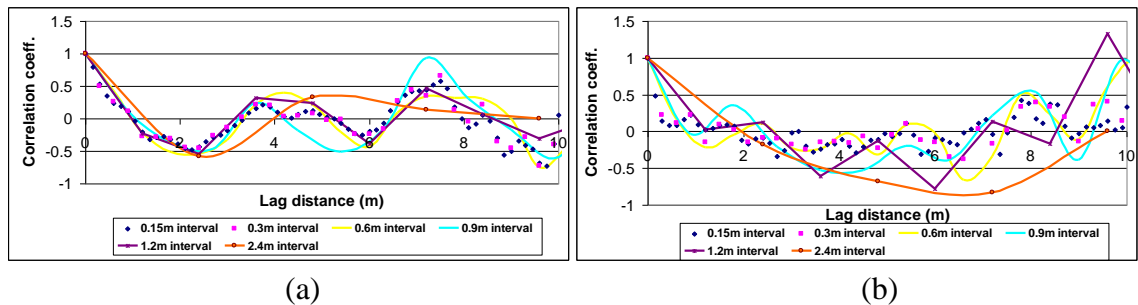 1.5
1
0.5
0
-0.5
-1
Correlation coeff.
0 2 4 6 8 10
Lag distance (m)
0.15m interval 0.3m interval 0.6m interval 0.9m interval
1.2m interval 2.4m interval
(a)
1.5
1
0.5
0
-0.5
-1
Correlation coeff.
0 2 4 6 8 10
Lag distance (m)
0.15m interval 0.3m interval 0.6m interval 0.9m interval
1.2m interval 2.4m interval
(b)